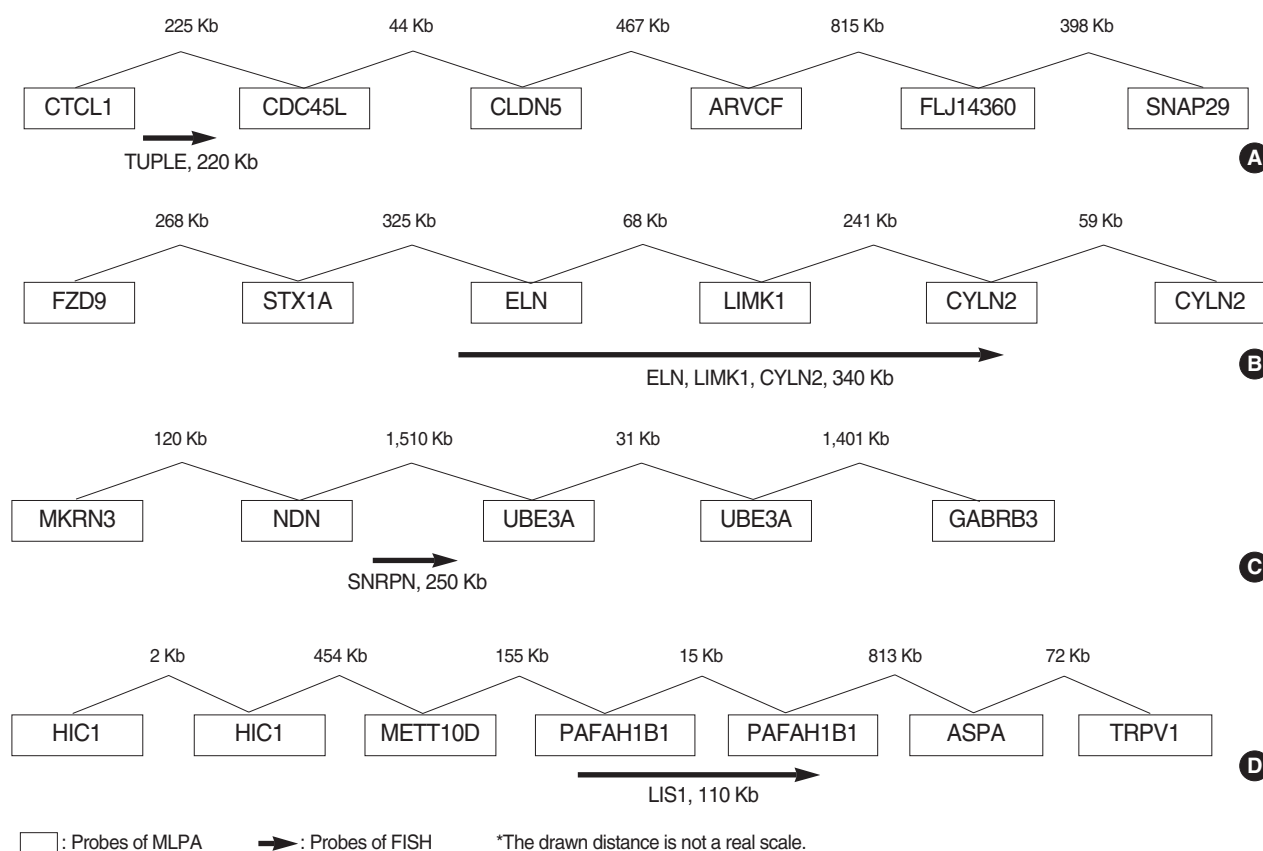 225 Kb 44 Kb 467 Kb 815 Kb 398 Kb
CTCL1 CDC45L CLDN5 ARVCF FLJ14360 SNAP29
TUPLE, 220 Kb
A
268 Kb 325 Kb 68 Kb 241 Kb 59 Kb
FZD9 STX1A ELN LIMK1 CYLN2 CYLN2
ELN, LIMK1, CYLN2, 340 Kb
B
120 Kb 1,510 Kb 31 Kb 1,401 Kb
MKRN3 NDN UBE3A UBE3A GABRB3
SNRPN, 250 Kb
C
2 Kb 454 Kb 155 Kb 15 Kb 813 Kb 72 Kb
HIC1 HIC1 METT10D PAFAH1B1 PAFAH1B1 ASPA TRPV1
LIS1, 110 Kb
D
: Probes of MLPA : Probes of FISH *The drawn distance is not a real scale.